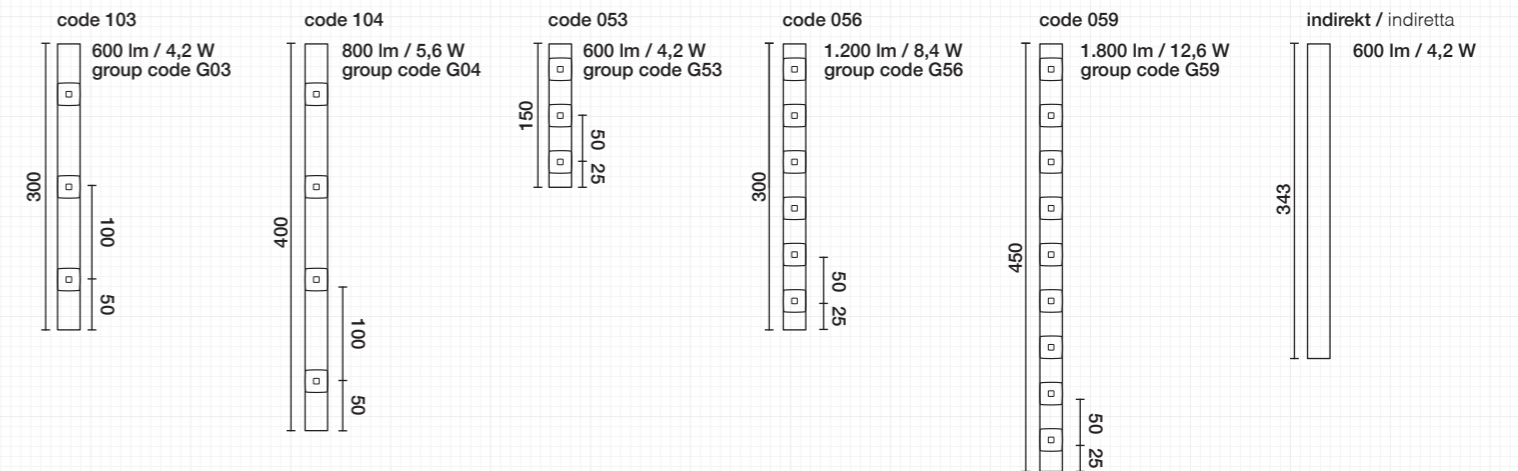 code 103
600 lm / 4,2 W
group code G03
300
100
50
code 104
800 lm / 5,6 W
group code G04
400
100
50
code 053
600 lm / 4,2 W
group code G53
150
50
25
code 056
1.200 lm / 8,4 W
group code G56
300
50
25
code 059
1.800 lm / 12,6 W
group code G59
450
50
25
indirekt / indiretta
600 lm / 4,2 W
343